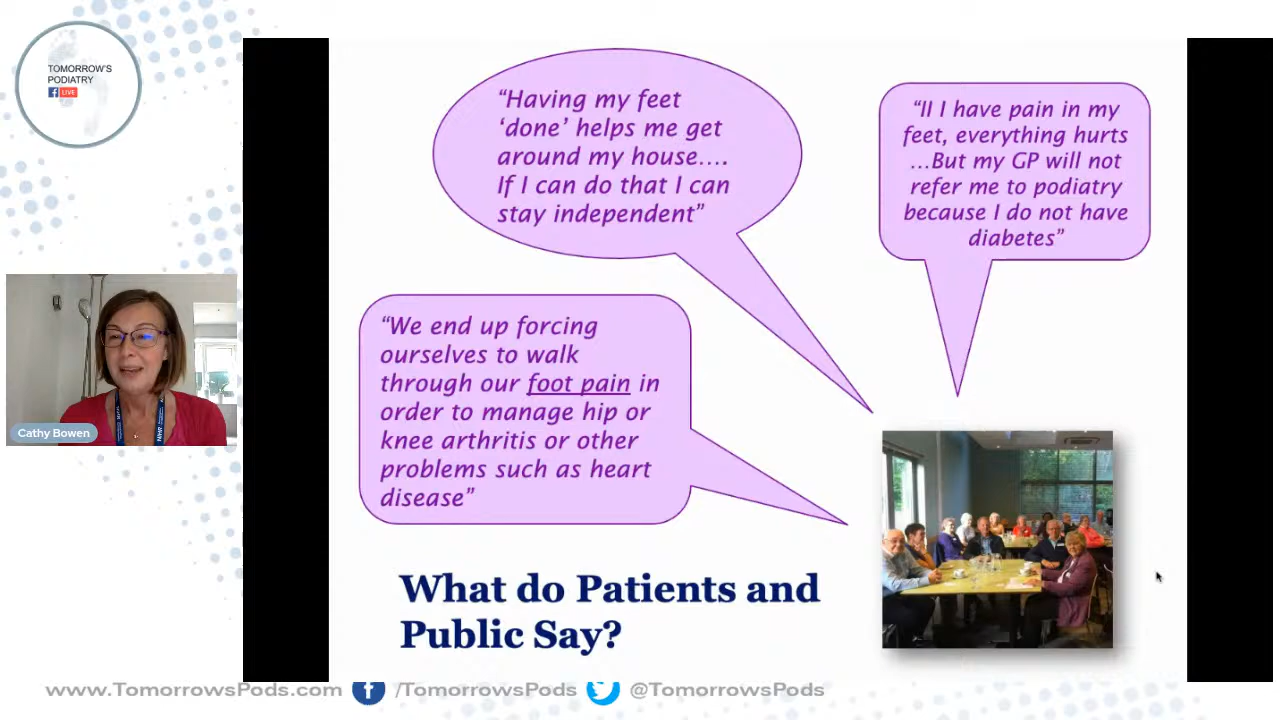 TOMORROW'S
PODIATRY
LIVE
“Having my feet
‘done’ helps me get
around my house....
If I can do that I can
stay independent”
“II I have pain in my
feet, everything hurts
...But my GP will not
refer me to podiatry
because I do not have
diabetes”
“We end up forcing
ourselves to walk
through our foot pain in
order to manage hip or
knee arthritis or other
problems such as heart
disease”
Cathy Bowen
NIHR
What do Patients and
Public Say?
www.TomorrowsPods.com f /TomorrowsPods @TomorrowsPods